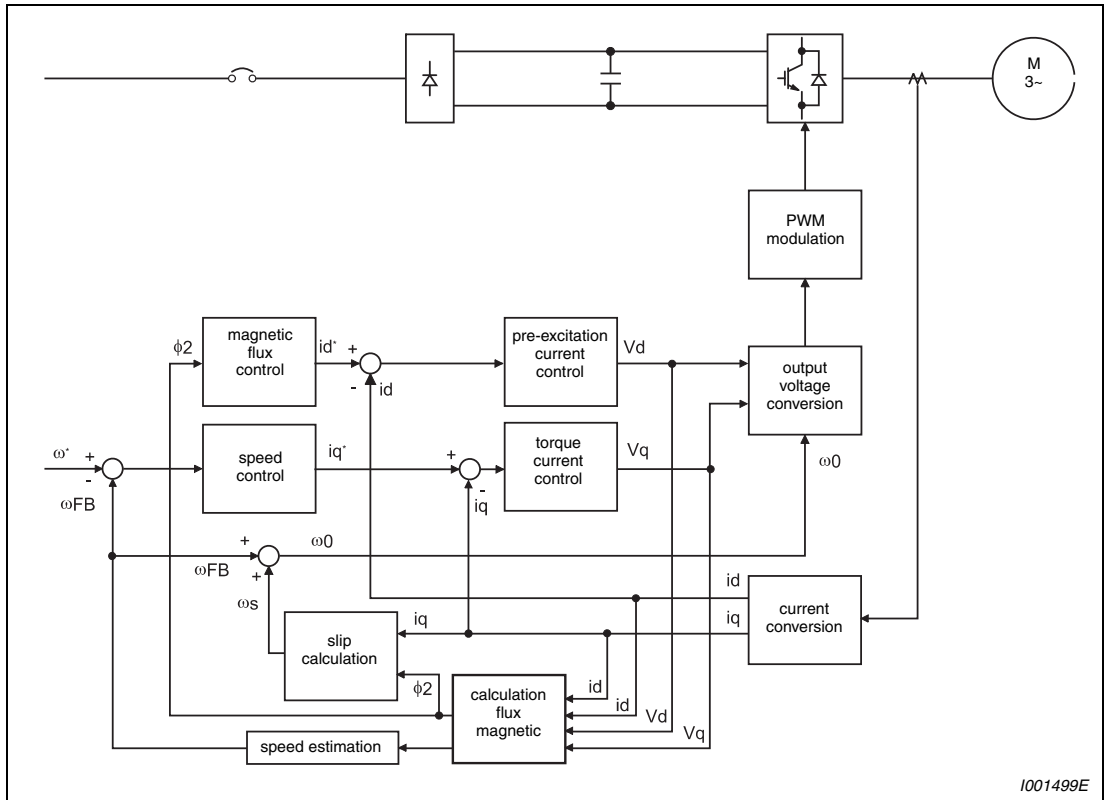 M
3~
PWM
modulation
ϕ2
magnetic
flux
control
id*
+
-
id
pre-excitation
current
control
Vd
output
voltage
conversion
ω*
+
-
ωFB
speed
control
iq*
+
-
iq
torque
current
control
Vq
ω0
+
ωFB
+
ω0
ωs
id
iq
current
conversion
slip
calculation
iq
ϕ2
calculation
flux
magnetic
id
id
Vd
Vq
speed estimation
I001499E